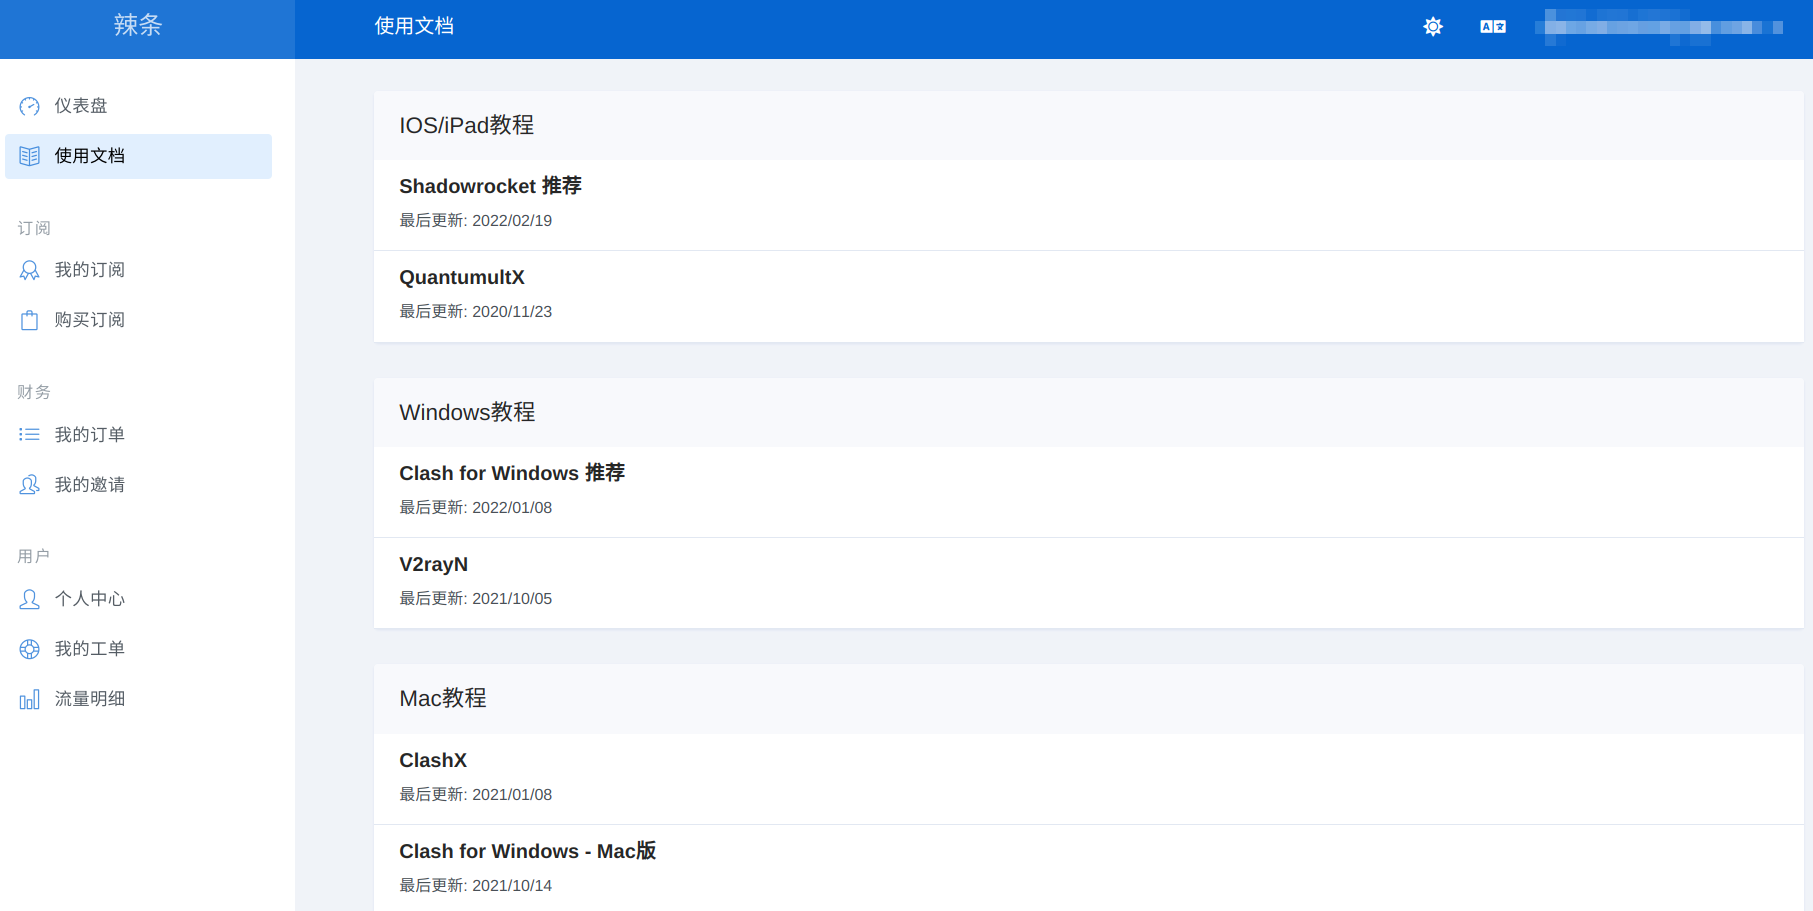 辣条
使用文档
仪表盘
使用文档
订阅
我的订阅
购买订阅
财务
我的订单
我的邀请
用户
个人中心
我的工单
流量明细
IOS/iPad教程
Shadowrocket 推荐
最后更新: 2022/02/19
QuantumultX
最后更新: 2020/11/23
Windows教程
Clash for Windows 推荐
最后更新: 2022/01/08
V2rayN
最后更新: 2021/10/05
Mac教程
ClashX
最后更新: 2021/01/08
Clash for Windows - Mac版
最后更新: 2021/10/14